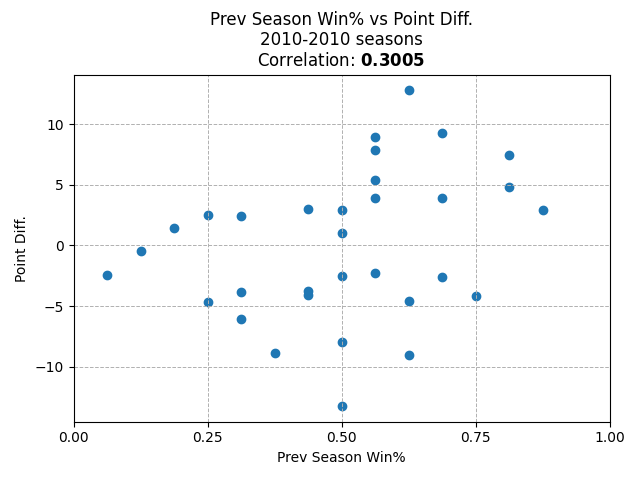 Prev Season Win% vs Point Diff.
2010-2010 seasons
Correlation: 0.3005
10
5
0
−5
−10
Point Diff.
0.00 0.25 0.50 0.75 1.00
Prev Season Win%